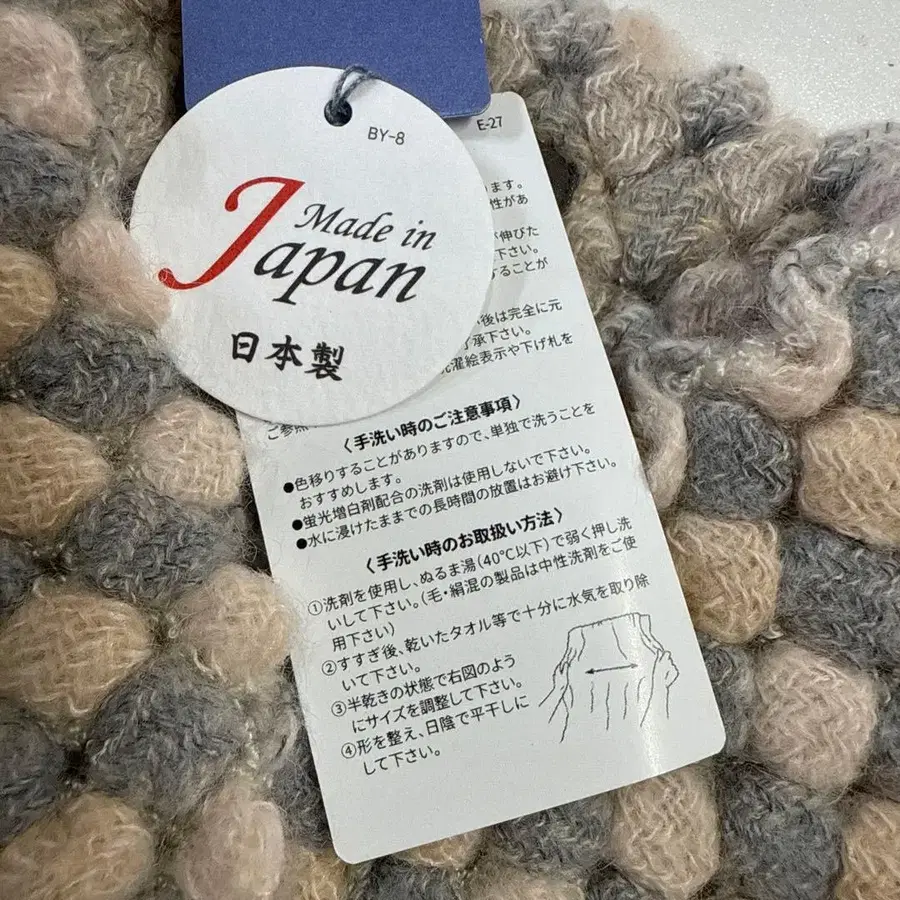 BY-8
Made in
Japan
日本製
E-27
ます。
性があ
伸びた
下さい。
することが
後は完全に元
了承下さい。
洗濯絵表示や下げ札を
ご参照
〈手洗い時のご注意事項〉
●色移りすることがありますので、単独で洗うことを
おすすめします。
●蛍光増白剤配合の洗剤は使用しないで下さい。
●水に浸けたままでの長時間の放置はお避け下さい。
〈手洗い時のお取扱い方法〉
①洗剤を使用し、ぬるま湯(40℃以下)で弱く押し洗
いして下さい。(毛・絹混の製品は中性洗剤をご使
用下さい)
②すすぎ後、乾いたタオル等で十分に水気を取り除
いて下さい。
③半乾きの状態で右図のよう
にサイズを調整して下さい。
④形を整え、日陰で平干しに
して下さい。